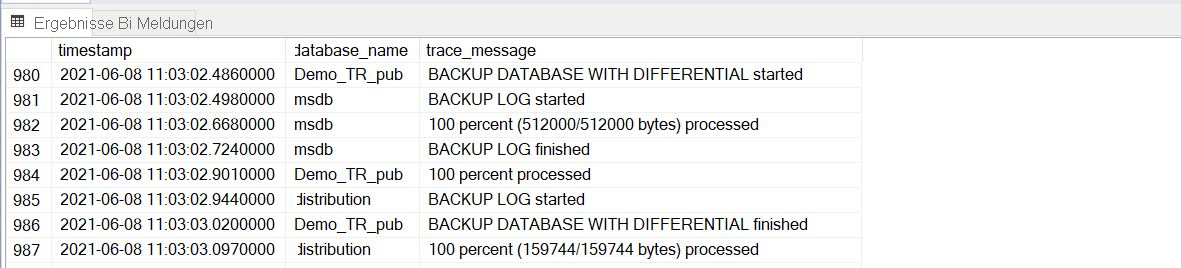 Ergebnisse Bi Meldungen
timestamp database_name trace_message
980 2021-06-08 11:03:02.4860000 Demo_TR_pub BACKUP DATABASE WITH DIFFERENTIAL started
981 2021-06-08 11:03:02.4980000 msdb BACKUP LOG started
982 2021-06-08 11:03:02.6680000 msdb 100 percent (512000/512000 bytes) processed
983 2021-06-08 11:03:02.7240000 msdb BACKUP LOG finished
984 2021-06-08 11:03:02.9010000 Demo_TR_pub 100 percent processed
985 2021-06-08 11:03:02.9440000 distribution BACKUP LOG started
986 2021-06-08 11:03:03.0200000 Demo_TR_pub BACKUP DATABASE WITH DIFFERENTIAL finished
987 2021-06-08 11:03:03.0970000 distribution 100 percent (159744/159744 bytes) processed